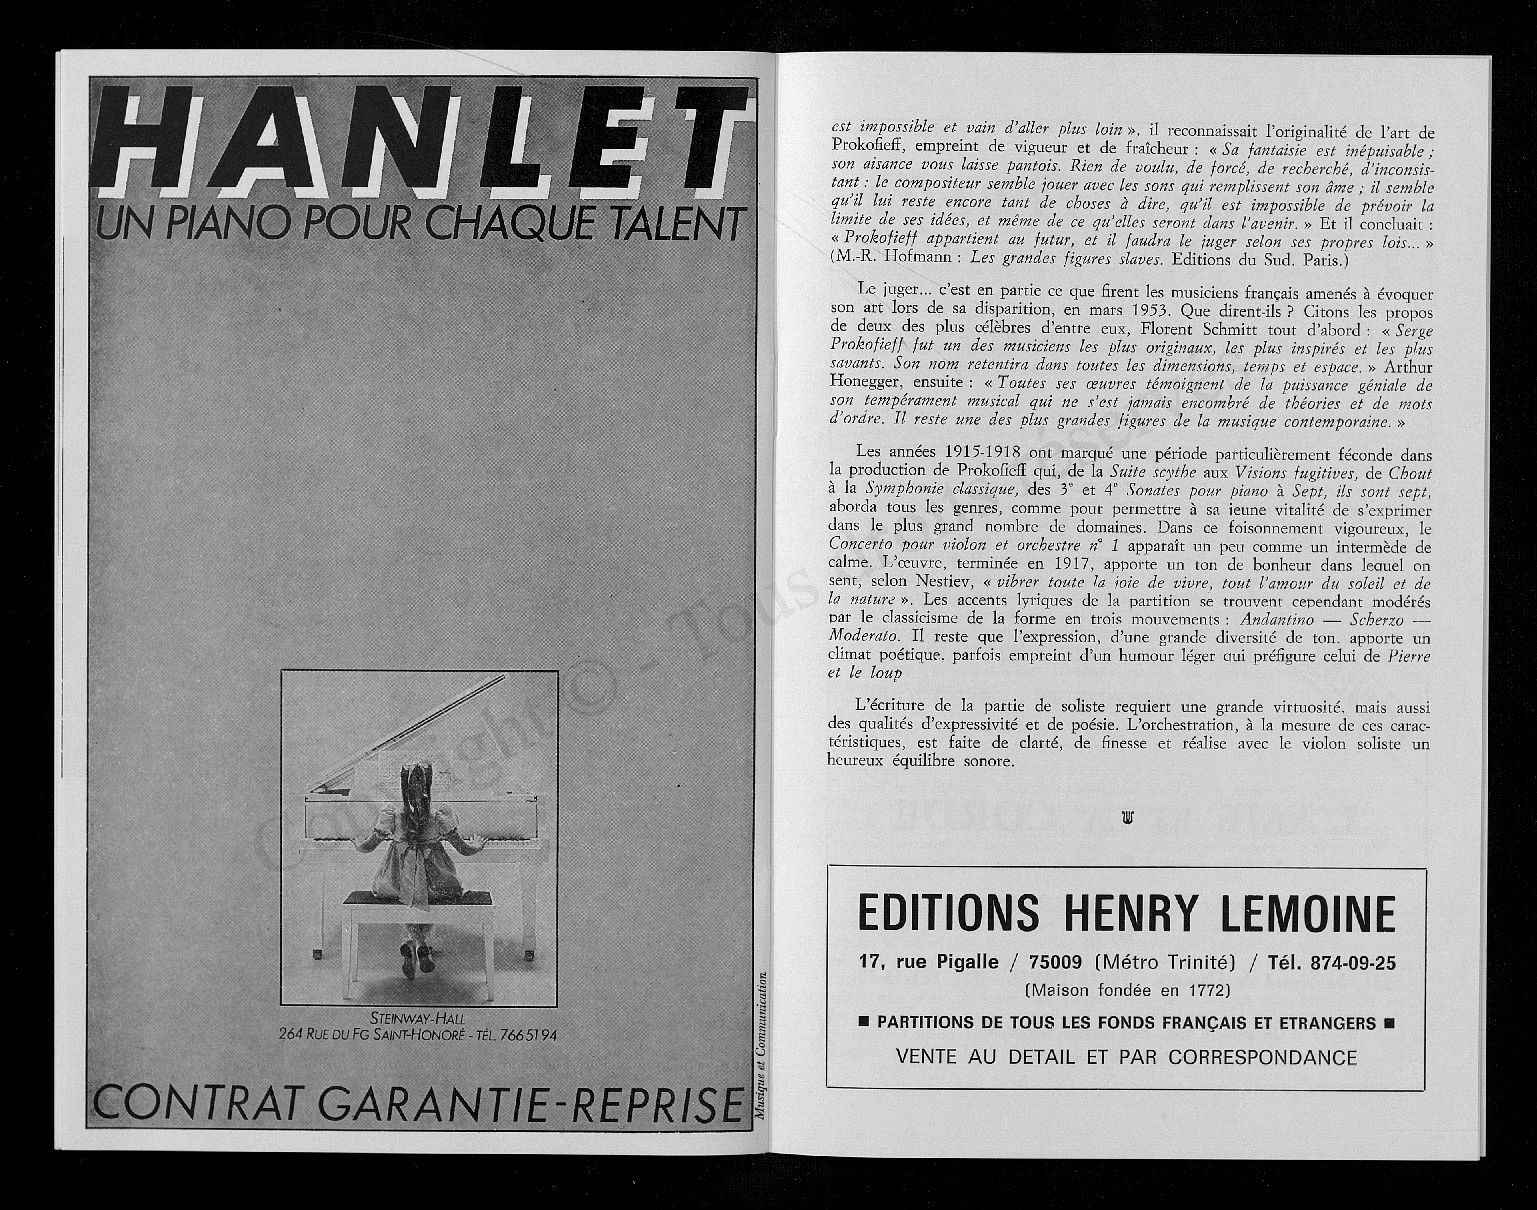 HANLET
UN PIANO POUR CHAQUE TALENT
STEINWAY-HALL
264 RUE DU FG SAINT-HONORÉ - TÉL. 766 51 94
CONTRAT GARANTIE-REPRISE
Musique et Communication
est impossible et vain d'aller plus loin », il reconnaissait l'originalité de l'art de
Prokofieff, empreint de vigueur et de fraîcheur : « Sa fantaisie est inépuisable ;
son aisance vous laisse pantois. Rien de voulu, de forcé, de recherché, d'inconsis-
tant : le compositeur semble jouer avec les sons qui remplissent son âme ; il semble
qu'il lui reste encore tant de choses à dire, qu'il est impossible de prévoir la
limite de ses idées, et même de ce qu'elles seront dans l'avenir. » Et il concluait :
« Prokofieff appartient au futur, et il faudra le juger selon ses propres lois... »
(M.-R. Hofmann : Les grandes figures slaves. Editions du Sud. Paris.)
Le juger... c'est en partie ce que firent les musiciens français amenés à évoquer
son art lors de sa disparition, en mars 1953. Que dirent-ils ? Citons les propos
de deux des plus célèbres d'entre eux, Florent Schmitt tout d'abord : « Serge
Prokofieff fut un des musiciens les plus originaux, les plus inspirés et les plus
savants. Son nom retentira dans toutes les dimensions, temps et espace. » Arthur
Honegger, ensuite : « Toutes ses œuvres témoignent de la puissance géniale de
son tempérament musical qui ne s'est jamais encombré de théories et de mots
d'ordre. Il reste une des plus grandes figures de la musique contemporaine. »
Les années 1915-1918 ont marqué une période particulièrement féconde dans
la production de Prokofieff qui, de la Suite scythe aux Visions fugitives, de Chout
à la Symphonie classique, des 3e et 4e Sonates pour piano à Sept, ils sont sept,
aborda tous les genres, comme pour permettre à sa jeune vitalité de s'exprimer
dans le plus grand nombre de domaines. Dans ce foisonnement vigoureux, le
Concerto pour violon et orchestre n° 1 apparaît un peu comme un intermède de
calme. L'œuvre, terminée en 1917, apporte un ton de bonheur dans lequel on
sent, selon Nestiev, « vibrer toute la joie de vivre, tout l'amour du soleil et de
la nature ». Les accents lyriques de la partition se trouvent cependant modérés
par le classicisme de la forme en trois mouvements : Andantino — Scherzo —
Moderato. Il reste que l'expression, d'une grande diversité de ton, apporte un
climat poétique, parfois empreint d'un humour léger qui préfigure celui de Pierre
et le loup
L'écriture de la partie de soliste requiert une grande virtuosité, mais aussi
des qualités d'expressivité et de poésie. L'orchestration, à la mesure de ces carac-
téristiques, est faite de clarté, de finesse et réalise avec le violon soliste un
heureux équilibre sonore.
EDITIONS HENRY LEMOINE
17, rue Pigalle / 75009 (Métro Trinité) / Tél. 874-09-25
(Maison fondée en 1772)
■ PARTITIONS DE TOUS LES FONDS FRANÇAIS ET ETRANGERS ■
VENTE AU DETAIL ET PAR CORRESPONDANCE
Copyright © - Tous